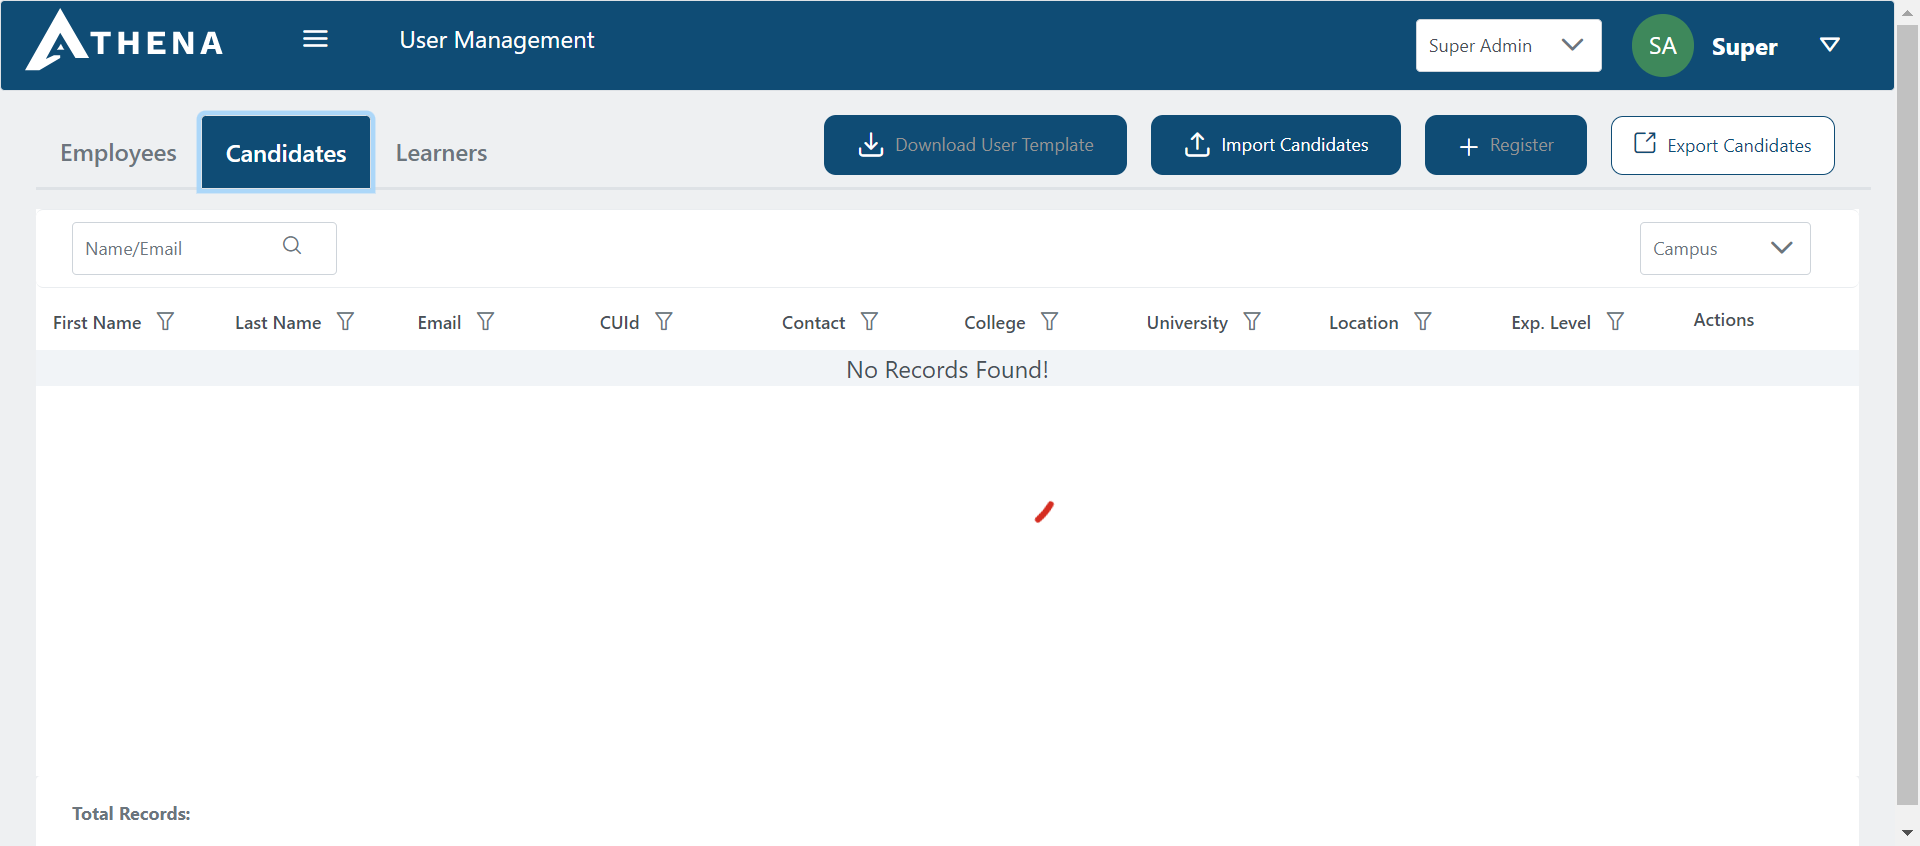 ATHENA
User Management
Super Admin
SA
Super
Employees
Candidates
Learners
Download User Template
Import Candidates
Register
Export Candidates
Name/Email
Campus
First Name
Last Name
Email
CUId
Contact
College
University
Location
Exp. Level
Actions
No Records Found!
Total Records: